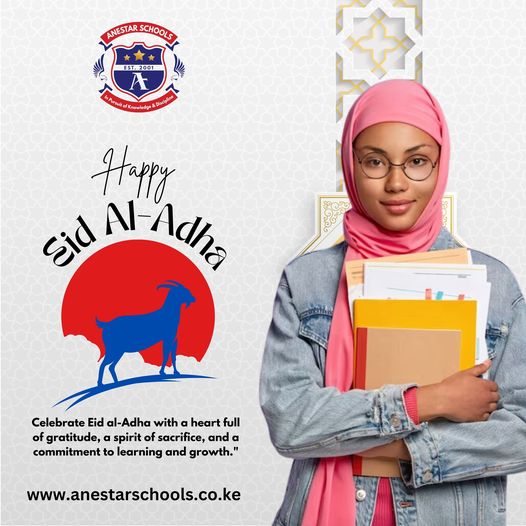 ANESTAR SCHOOLS
EST. 2001
A
In Pursuit of Knowledge & Discipline
Happy
Eid Al-Adha
Celebrate Eid al-Adha with a heart full
of gratitude, a spirit of sacrifice, and a
commitment to learning and growth."
www.anestarschools.co.ke